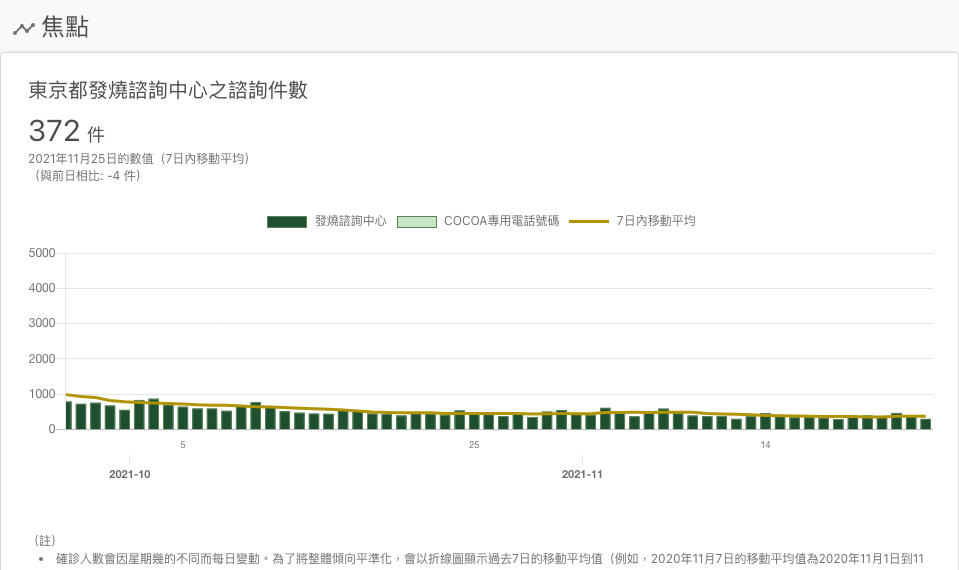 焦點
東京都發燒諮詢中心之諮詢件數
372 件
2021年11月25日的數值（7日內移動平均）
（與前日相比: -4 件）
發燒諮詢中心 COCOA專用電話號碼 7日內移動平均
5000
4000
3000
2000
1000
0
5 25 14
2021-10 2021-11
（註）
• 確診人數會因星期幾的不同而每日變動。為了將整體傾向平準化，會以折線圖顯示過去7日的移動平均值（例如，2020年11月7日的移動平均值為2020年11月1日到11